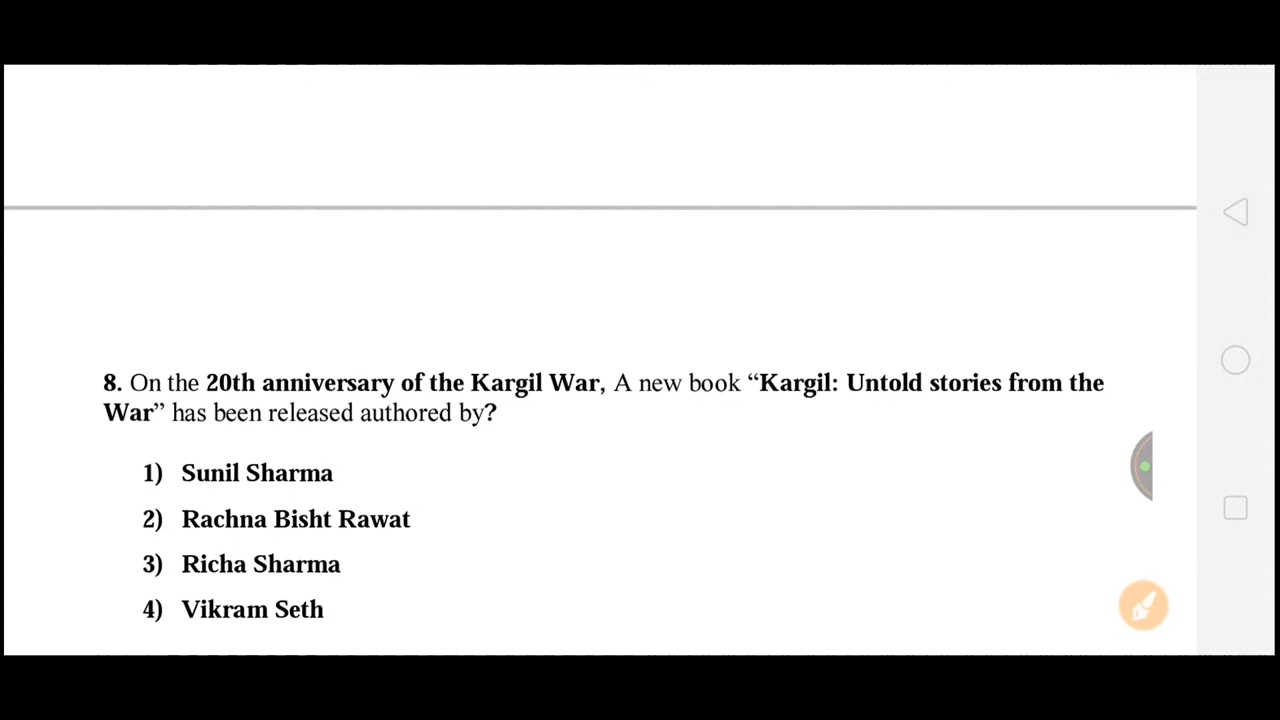 8. On the 20th anniversary of the Kargil War, A new book “Kargil: Untold stories from the
War” has been released authored by?
1) Sunil Sharma
2) Rachna Bisht Rawat
3) Richa Sharma
4) Vikram Seth